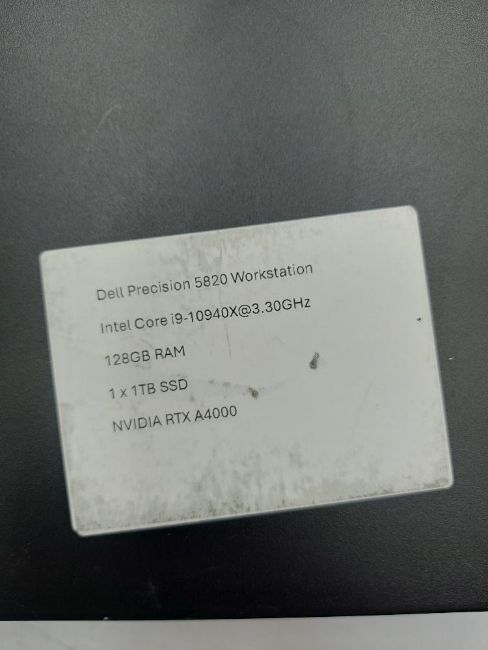 Dell Precision 5820 Workstation
Intel Core i9-10940X@3.30GHz
128GB RAM
1 x 1TB SSD
NVIDIA RTX A4000